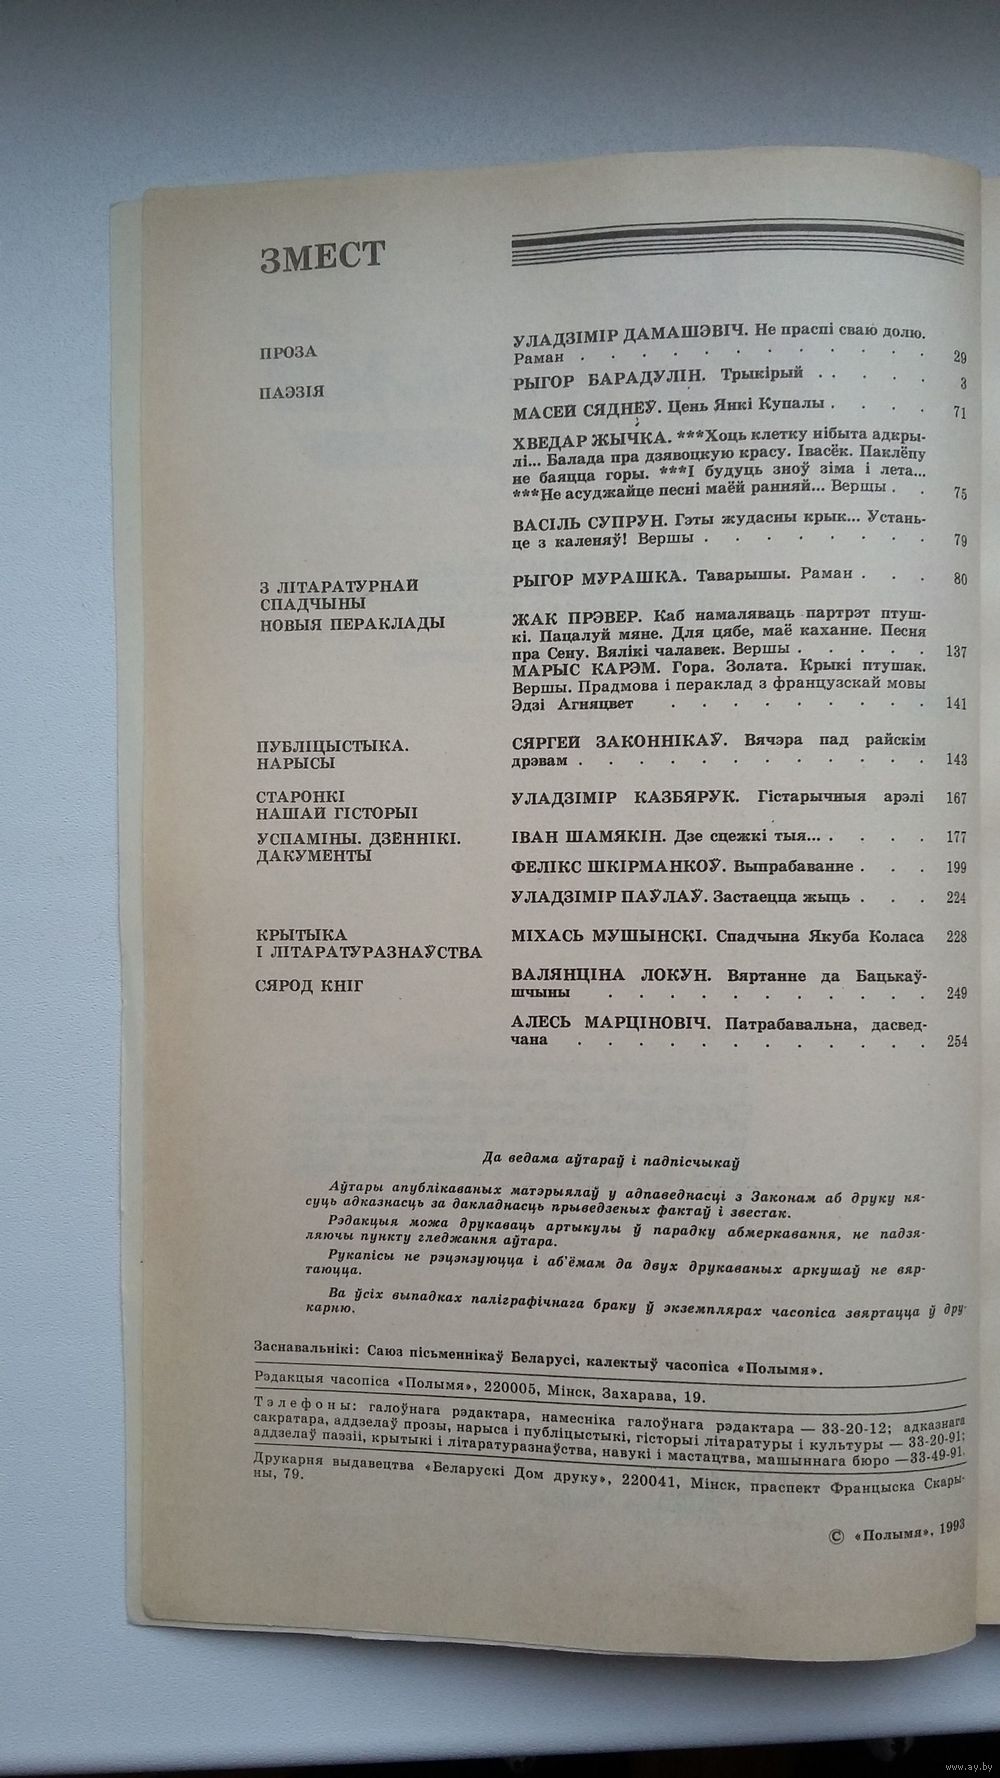 ЗМЕСТ
ПРОЗА
УЛАДЗІМІР ДАМАШЭВІЧ. Не праспі сваю долю.
Раман . . . . . . . . . . . . 29
ПАЭЗІЯ
РЫГОР БАРАДУЛІН. Трыкірый . . . . . 3
МАСЕЙ СЯДНЕЎ. Цень Янкі Купалы . . . . 71
ХВЕДАР ЖЫЧКА. ***Хоць клетку нібыта адкры-
лі... Балада пра дзявоцкую красу. Івасёк. Паклёпу
не баяцца горы. ***І будуць зноў зіма і лета...
***Не асуджайце песні маёй ранняй... Вершы . . 75
ВАСІЛЬ СУПРУН. Гэты жудасны крык... Устань-
це з каленяў! Вершы . . . . . . . . 79
З ЛІТАРАТУРНАЙ
СПАДЧЫНЫ
РЫГОР МУРАШКА. Таварышы. Раман . . . 80
НОВЫЯ ПЕРАКЛАДЫ
ЖАК ПРЭВЕР. Каб намаляваць партрэт птуш-
кі. Пацалуй мяне. Для цябе, маё каханне. Песня
пра Сену. Вялікі чалавек. Вершы . . . . . 137
МАРЫС КАРЭМ. Гора. Золата. Крыкі птушак.
Вершы. Прадмова і пераклад з французскай мовы
Эдзі Агняцвет . . . . . . . . . 141
ПУБЛІЦЫСТЫКА.
НАРЫСЫ
СЯРГЕЙ ЗАКОННІКАЎ. Вячэра пад райскім
дрэвам . . . . . . . . . . . . 143
СТАРОНКІ
НАШАЙ ГІСТОРЫІ
УЛАДЗІМІР КАЗБЯРУК. Гістарычныя арэлі 167
УСПАМІНЫ. ДЗЁННІКІ.
ДАКУМЕНТЫ
ІВАН ШАМЯКІН. Дзе сцежкі тыя... . . . . 177
ФЕЛІКС ШКІРМАНКОЎ. Выпрабаванне . . . 199
УЛАДЗІМІР ПАЎЛАЎ. Застаецца жыць . . . 224
КРЫТЫКА
І ЛІТАРАТУРАЗНАЎСТВА
МІХАСЬ МУШЫНСКІ. Спадчына Якуба Коласа 228
СЯРОД КНІГ
ВАЛЯНЦІНА ЛОКУН. Вяртанне да Бацькаў-
шчыны . . . . . . . . . . . 249
АЛЕСЬ МАРЦІНОВІЧ. Патрабавальна, дасвед-
чана . . . . . . . . . . . . 254
Да ведама аўтараў і падпісчыкаў
Аўтары апублікаваных матэрыялаў у адпаведнасці з Законам аб друку ня-
суць адказнасць за дакладнасць прыведзеных фактаў і звестак.
Рэдакцыя можа друкаваць артыкулы ў парадку абмеркавання, не падзя-
ляючы пункту гледжання аўтара.
Рукапісы не рэцэнзуюцца і аб'ёмам да двух друкаваных аркушаў не вяр-
таюцца.
Ва ўсіх выпадках паліграфічнага браку ў экземплярах часопіса звяртацца ў дру-
карню.
Заснавальнікі: Саюз пісьменнікаў Беларусі, калектыў часопіса «Полымя».
Рэдакцыя часопіса «Полымя», 220005, Мінск, Захарава, 19.
Тэлефоны: галоўнага рэдактара, намесніка галоўнага рэдактара — 33-20-12; адказнага
сакратара, аддзелаў прозы, нарыса і публіцыстыкі, гісторыі літаратуры і культуры — 33-20-91;
аддзелаў паэзіі, крытыкі і літаратуразнаўства, навукі і мастацтва, машыннага бюро —33-49-91.
Друкарня выдавецтва «Беларускі Дом друку», 220041, Мінск, праспект Францыска Скары-
ны, 79.
© «Полымя», 1993
www.ay.by